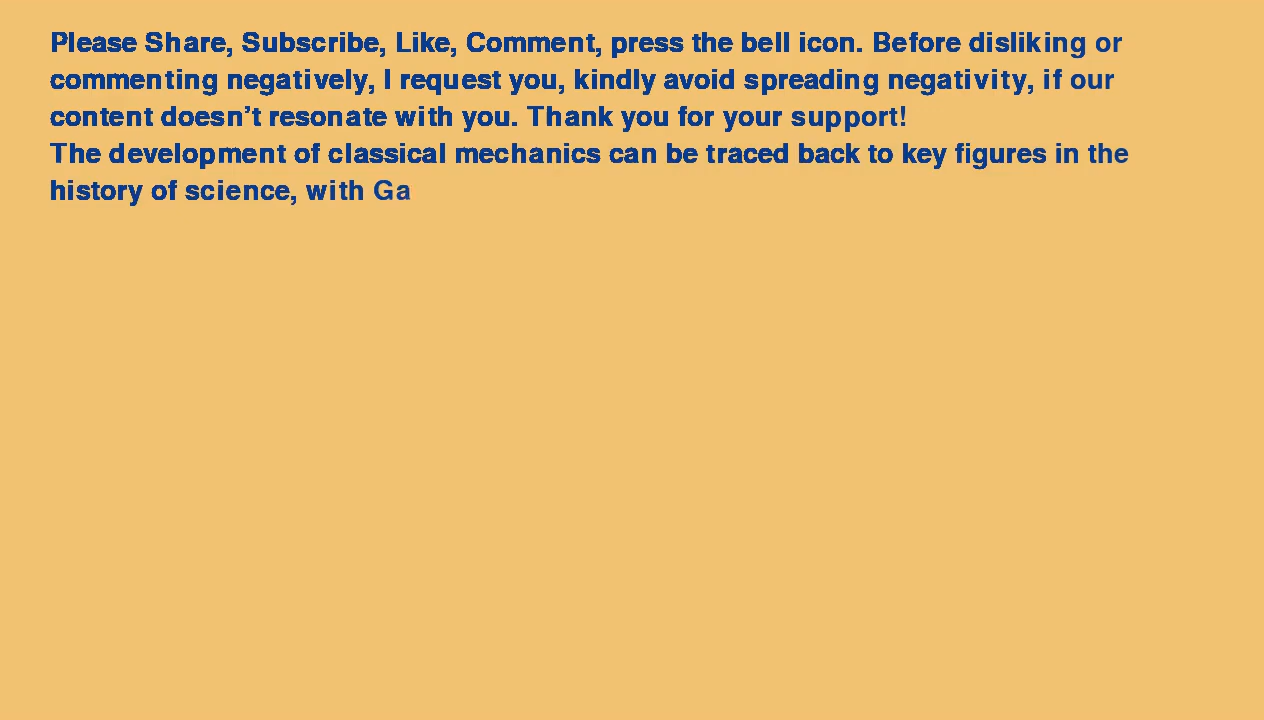 Please Share, Subscribe, Like, Comment, press the bell icon. Before disliking or
commenting negatively, I request you, kindly avoid spreading negativity, if our
content doesn’t resonate with you. Thank you for your support!
The development of classical mechanics can be traced back to key figures in the
history of science, with Ga